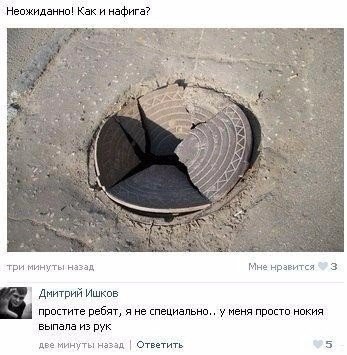 Неожиданно! Как и нафига?
три минуты назад Мне нравится 3
Дмитрий Ишков
простите ребят, я не специально.. у меня просто нокия
выпала из рук
две минуты назад | Ответить 5